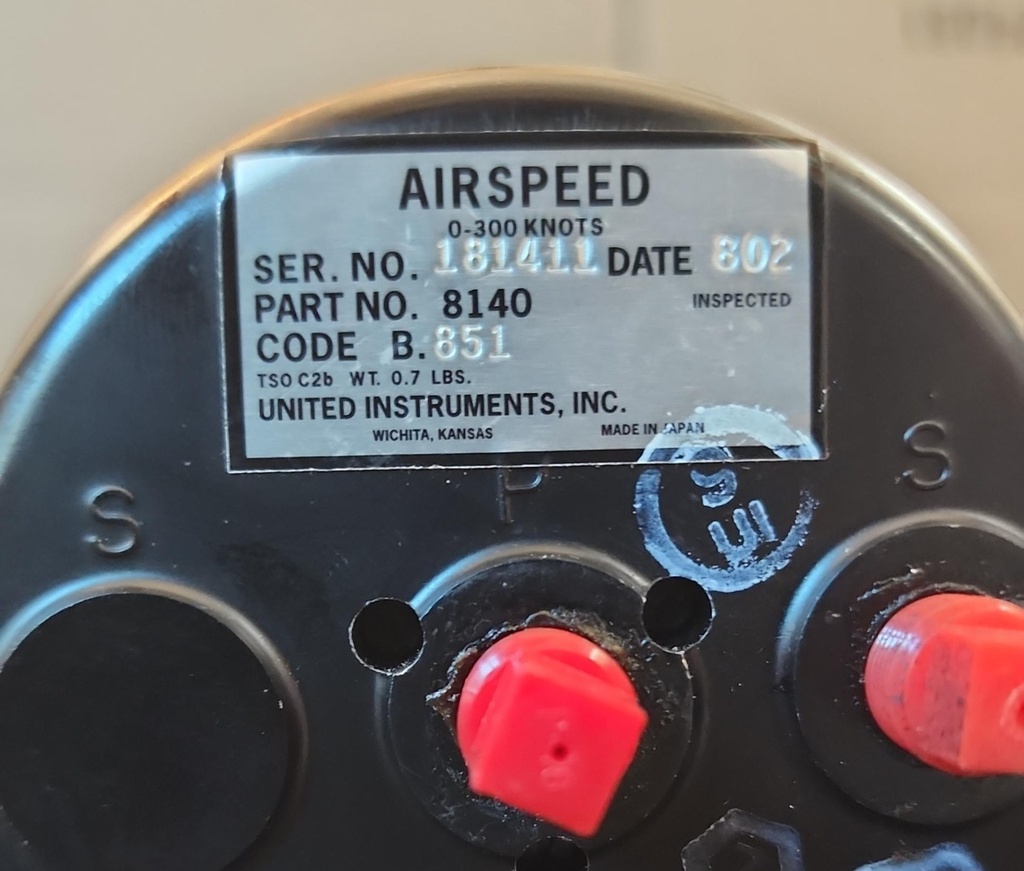 AIRSPEED
0-300 KNOTS
SER. NO. 181411 DATE 802
PART NO. 8140 INSPECTED
CODE B.851
TSO C2b WT. 0.7 LBS.
UNITED INSTRUMENTS, INC.
WICHITA, KANSAS MADE IN JAPAN
S P S
S
UI